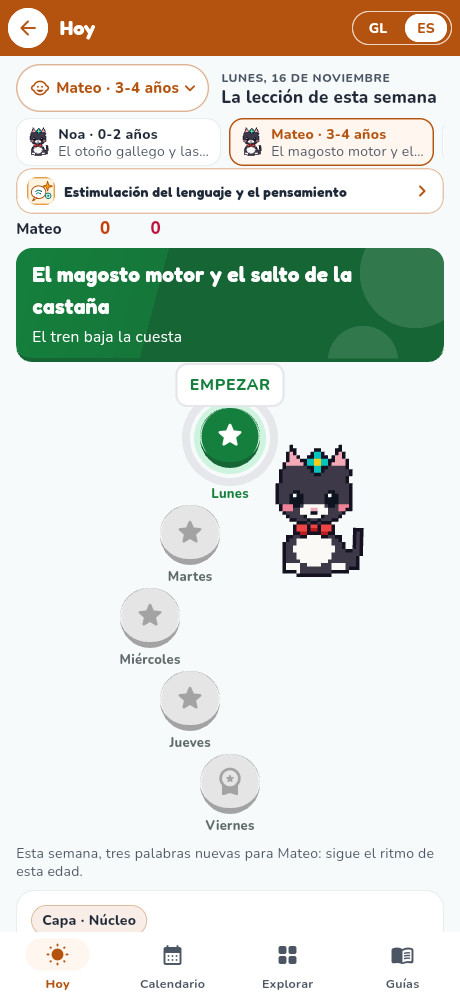 Hoy
GL
ES
Mateo · 3-4 años
LUNES, 16 DE NOVIEMBRE
La lección de esta semana
Noa · 0-2 años
El otoño gallego y las…
Mateo · 3-4 años
El magosto motor y el…
Estimulación del lenguaje y el pensamiento
Mateo 0 0
El magosto motor y el salto de la
castaña
El tren baja la cuesta
EMPEZAR
Lunes
Martes
Miércoles
Jueves
Viernes
Esta semana, tres palabras nuevas para Mateo: sigue el ritmo de
esta edad.
Capa · Núcleo
Hoy
Calendario
Explorar
Guías